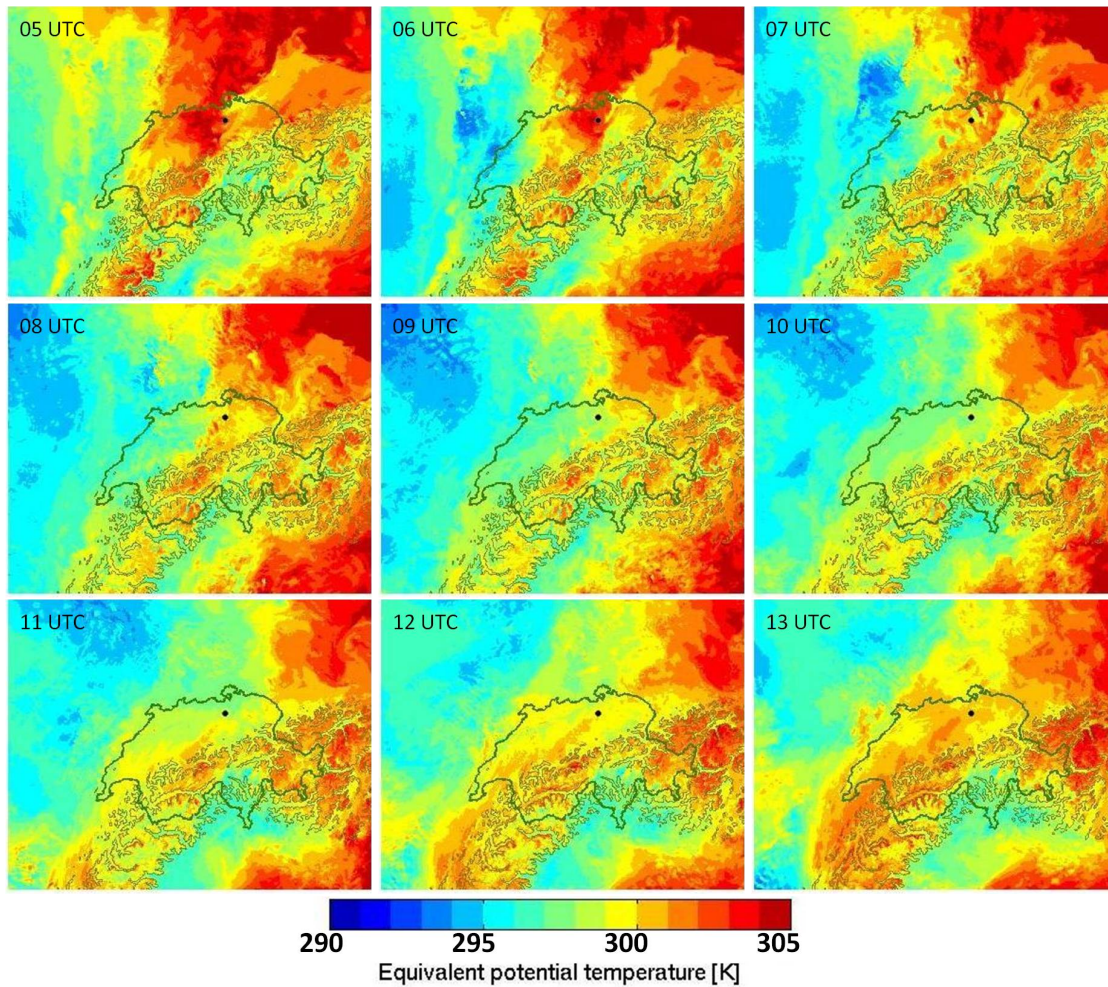 05 UTC
06 UTC
07 UTC
08 UTC
09 UTC
10 UTC
11 UTC
12 UTC
13 UTC
290 295 300 305
Equivalent potential temperature [K]